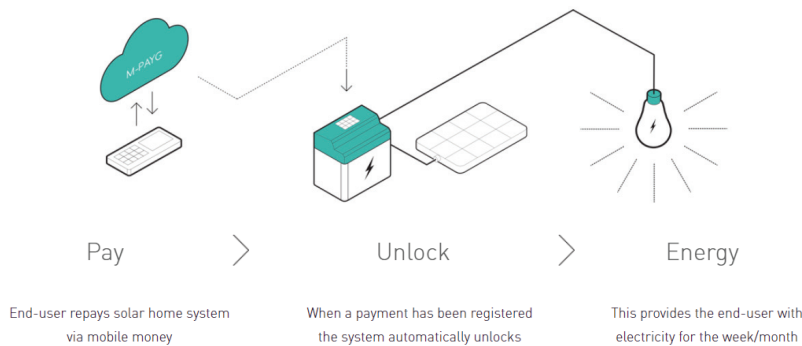 M-PAYG
Pay
Unlock
Energy
End-user repays solar home system
via mobile money
When a payment has been registered
the system automatically unlocks
This provides the end-user with
electricity for the week/month